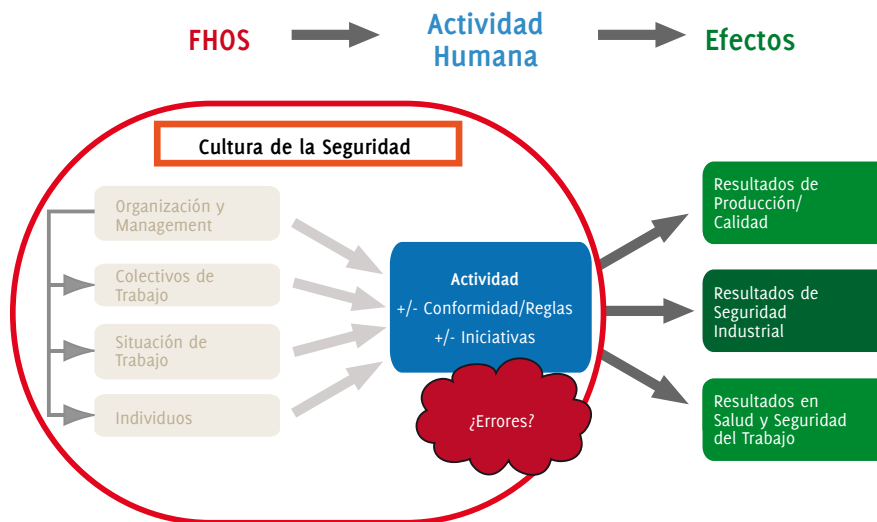 FHOS
Actividad
Humana
Efectos
Cultura de la Seguridad
Organización y
Management
Colectivos de
Trabajo
Situación de
Trabajo
Individuos
Actividad
+/- Conformidad/Reglas
+/- Iniciativas
¿Errores?
Resultados de
Producción/
Calidad
Resultados de
Seguridad
Industrial
Resultados en
Salud y Seguridad
del Trabajo